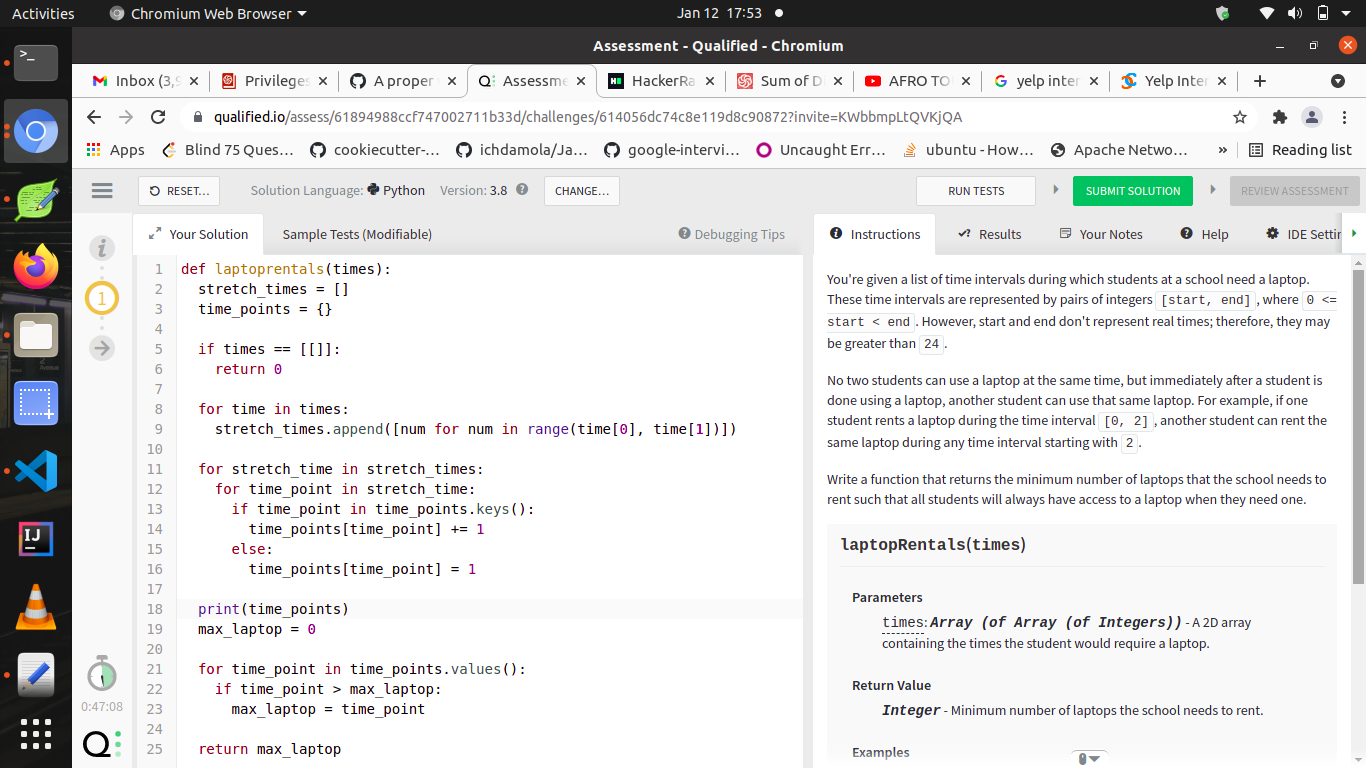 Activities
Chromium Web Browser
Jan 12 17:53
Assessment - Qualified - Chromium
Inbox (3,9
Privileges
A proper
Assessme
HackerRa
Sum of D
AFRO TO
yelp inter
Yelp Inter
qualified.io/assess/61894988ccf747002711b33d/challenges/614056dc74c8e119d8c90872?invite=KWbbmpLtQVKjQA
Apps
Blind 75 Ques…
cookiecutter-…
ichdamola/Ja…
google-intervi…
Uncaught Err…
ubuntu - How…
Apache Netwo…
»
Reading list
RESET…
Solution Language: Python
Version: 3.8
CHANGE…
RUN TESTS
SUBMIT SOLUTION
REVIEW ASSESSMENT
Your Solution
Sample Tests (Modifiable)
Debugging Tips
Instructions
Results
Your Notes
Help
IDE Settin
1 def laptoprentals(times):
2 stretch_times = []
3 time_points = {}
4
5 if times == [[]]:
6 return 0
7
8 for time in times:
9 stretch_times.append([num for num in range(time[0], time[1])])
10
11 for stretch_time in stretch_times:
12 for time_point in stretch_time:
13 if time_point in time_points.keys():
14 time_points[time_point] += 1
15 else:
16 time_points[time_point] = 1
17
18 print(time_points)
19 max_laptop = 0
20
21 for time_point in time_points.values():
22 if time_point > max_laptop:
23 max_laptop = time_point
24
25 return max_laptop
1
0:47:08
You're given a list of time intervals during which students at a school need a laptop.
These time intervals are represented by pairs of integers [start, end], where 0 <=
start < end. However, start and end don't represent real times; therefore, they may
be greater than 24.
No two students can use a laptop at the same time, but immediately after a student is
done using a laptop, another student can use that same laptop. For example, if one
student rents a laptop during the time interval [0, 2], another student can rent the
same laptop during any time interval starting with 2.
Write a function that returns the minimum number of laptops that the school needs to
rent such that all students will always have access to a laptop when they need one.
laptopRentals(times)
Parameters
times: Array (of Array (of Integers)) - A 2D array
containing the times the student would require a laptop.
Return Value
Integer - Minimum number of laptops the school needs to rent.
Examples